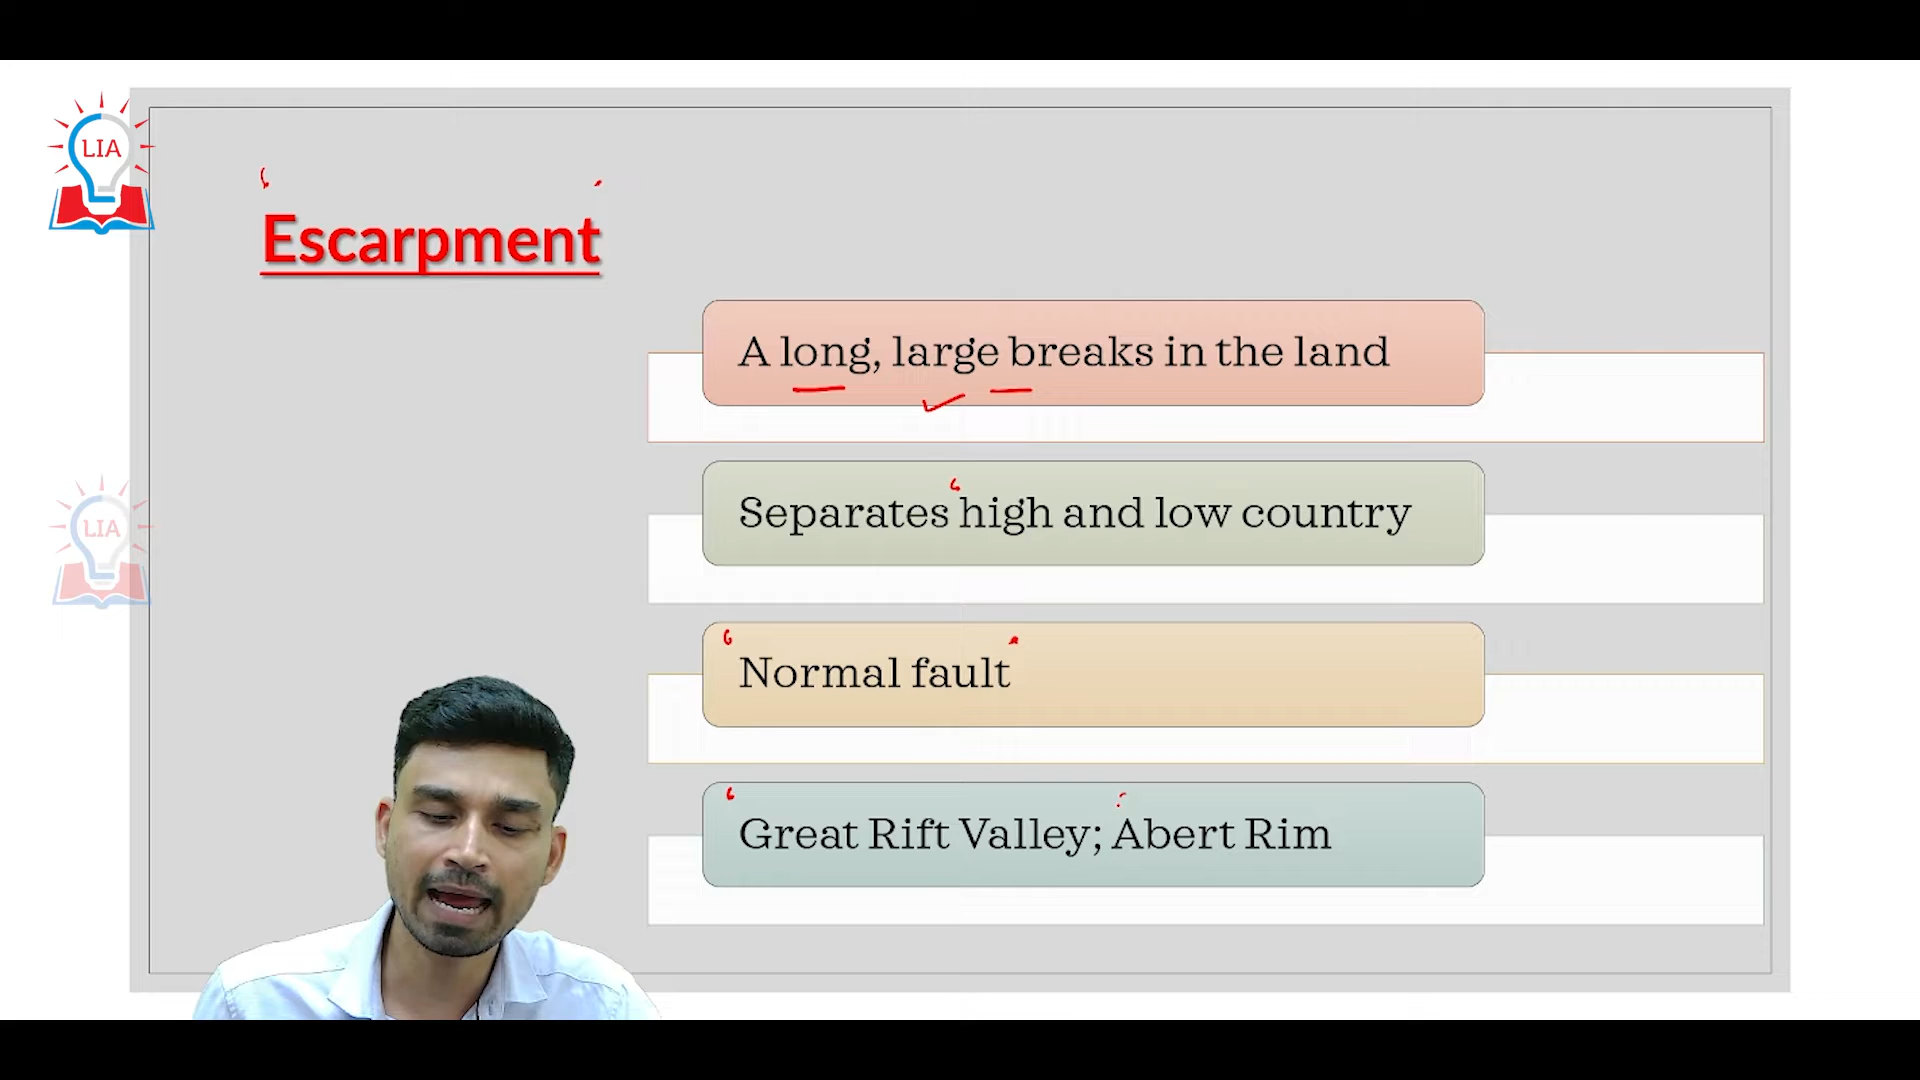 LIA
Escarpment
A long, large breaks in the land
Separates high and low country
LIA
Normal fault
Great Rift Valley; Abert Rim